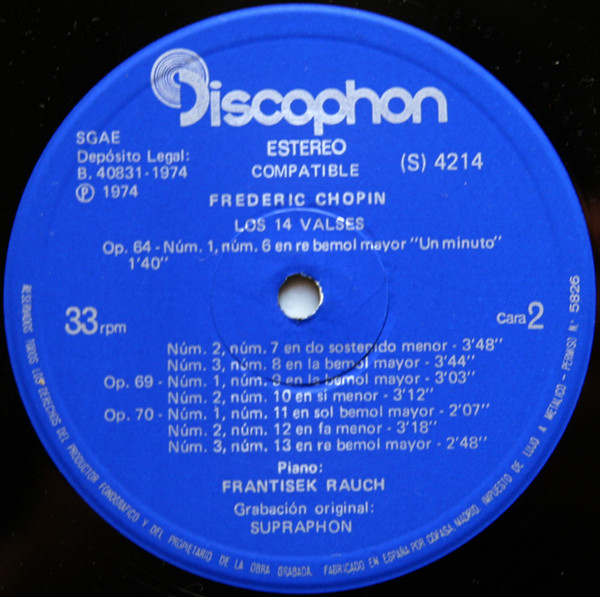 Discophon
SGAE
Depósito Legal:
B. 40831-1974
Ⓟ 1974
ESTEREO
COMPATIBLE
(S) 4214
FREDERIC CHOPIN
LOS 14 VALSES
Op. 64 - Núm. 1, núm. 6 en re bemol mayor "Un minuto"
1'40"
33 rpm
Cara 2
Núm. 2, núm. 7 en do sostenido menor - 3'48"
Núm. 3, núm. 8 en la bemol mayor - 3'44"
Op. 69 - Núm. 1, núm. 9 en la bemol mayor - 3'03"
Núm. 2, núm. 10 en si menor - 3'12"
Op. 70 - Núm. 1, núm. 11 en sol bemol mayor - 2'07"
Núm. 2, núm. 12 en fa menor - 3'18"
Núm. 3, núm. 13 en re bemol mayor - 2'48"
Piano:
FRANTISEK RAUCH
Grabación original:
SUPRAPHON
RESERVADOS TODOS LOS DERECHOS DEL PRODUCTOR FONOGRAFICO Y DEL PROPIETARIO DE LA OBRA GRABADA. FABRICADO EN ESPAÑA POR COFASA. MADRID. IMPUESTO DE LUJO A METALICO - PERMISO N.° 5826